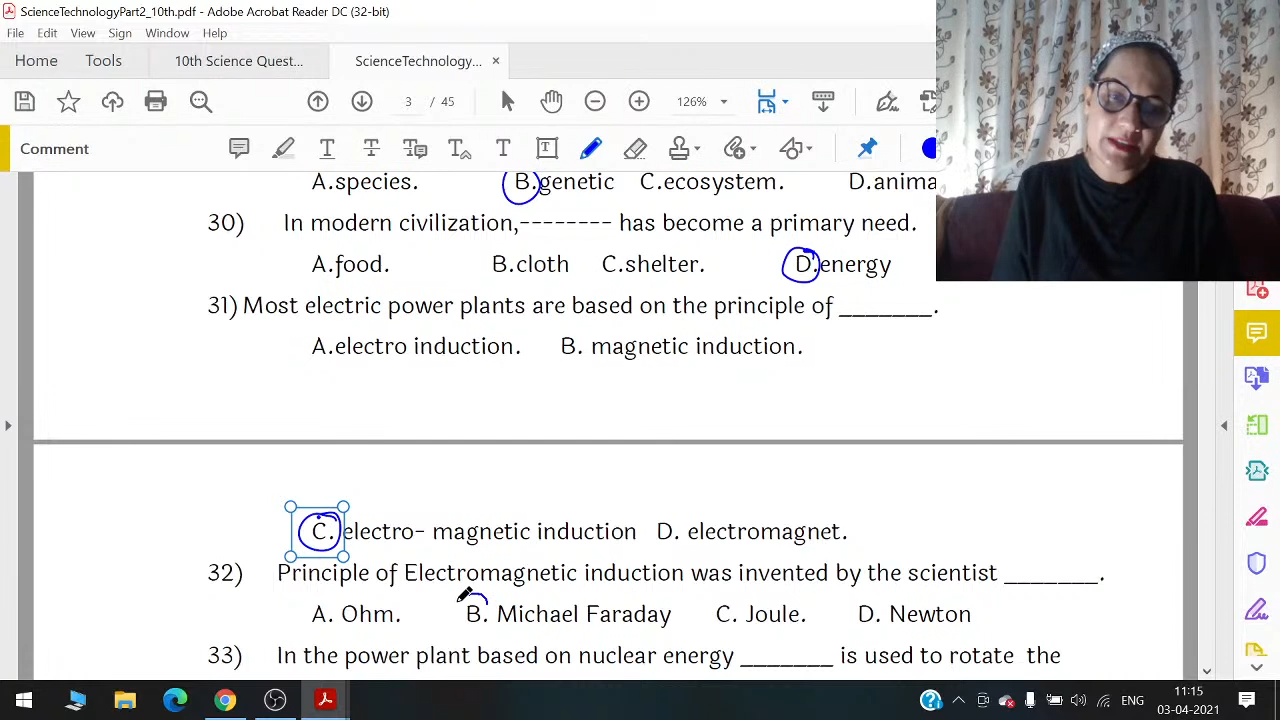 ScienceTechnologyPart2_10th.pdf - Adobe Acrobat Reader DC (32-bit)
File Edit View Sign Window Help
Home Tools 10th Science Quest... ScienceTechnology... ×
3 / 45 126%
Comment
A.species. B.genetic C.ecosystem. D.anima
30) In modern civilization,-------- has become a primary need.
A.food. B.cloth C.shelter. D.energy
31) Most electric power plants are based on the principle of _______.
A.electro induction. B. magnetic induction.
C. electro- magnetic induction D. electromagnet.
32) Principle of Electromagnetic induction was invented by the scientist _______.
A. Ohm. B. Michael Faraday C. Joule. D. Newton
33) In the power plant based on nuclear energy _______ is used to rotate the
ENG
11:15
03-04-2021